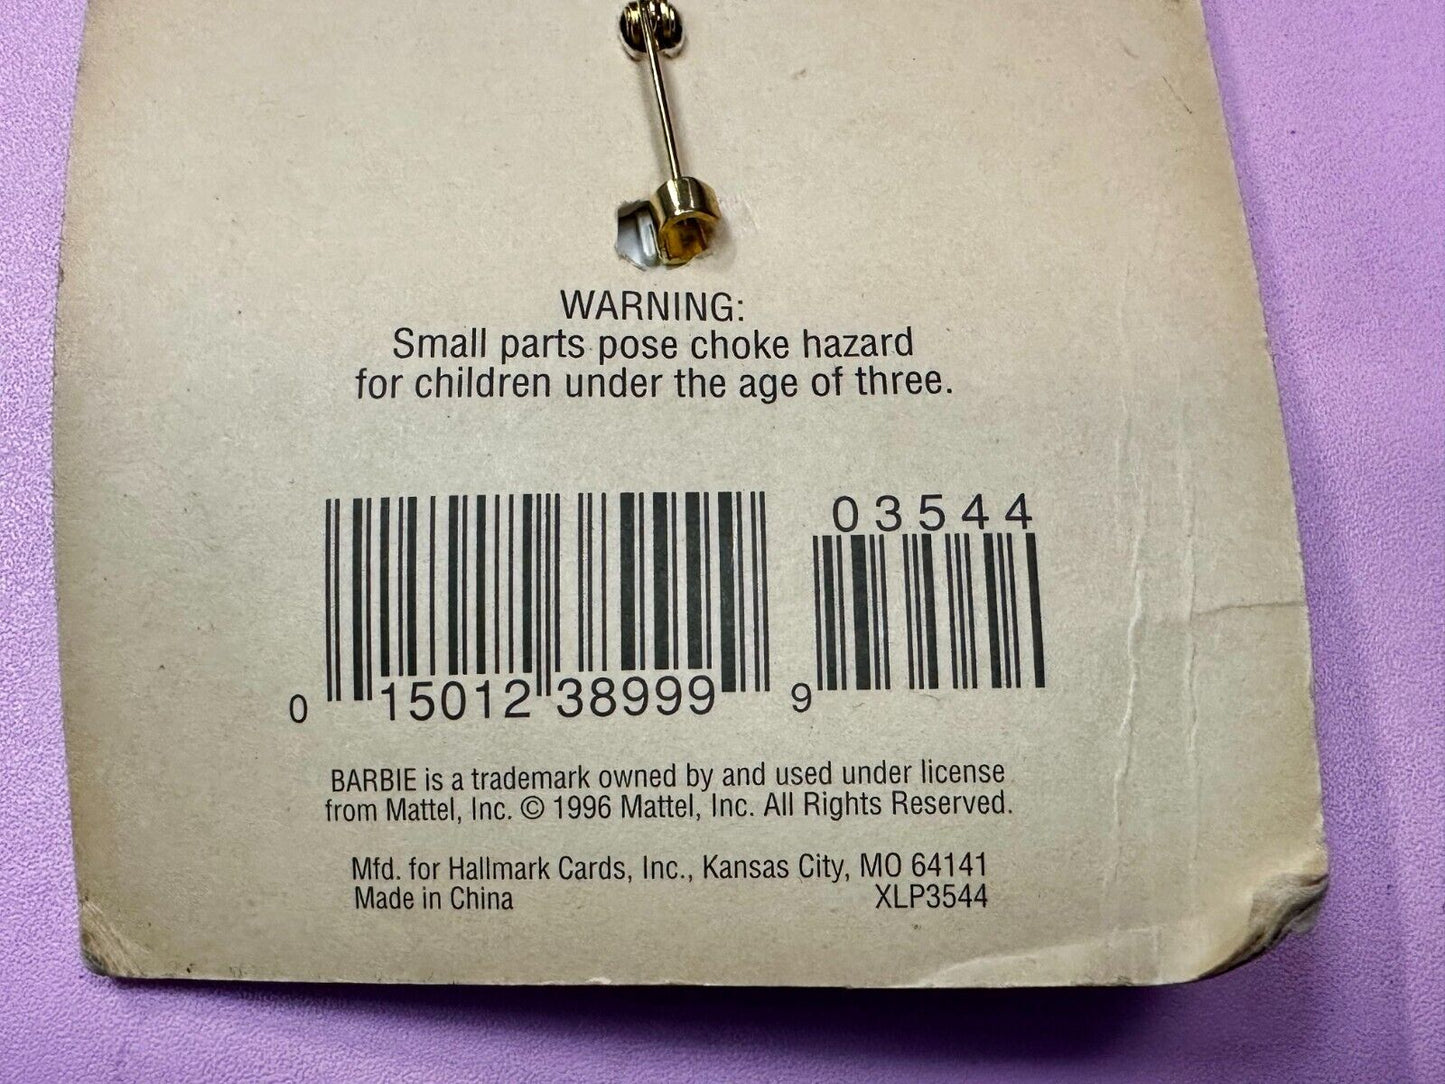 WARNING:
Small parts pose choke hazard
for children under the age of three.
03544
0 15012 38999 9
BARBIE is a trademark owned by and used under license
from Mattel, Inc. © 1996 Mattel, Inc. All Rights Reserved.
Mfd. for Hallmark Cards, Inc., Kansas City, MO 64141
Made in China XLP3544